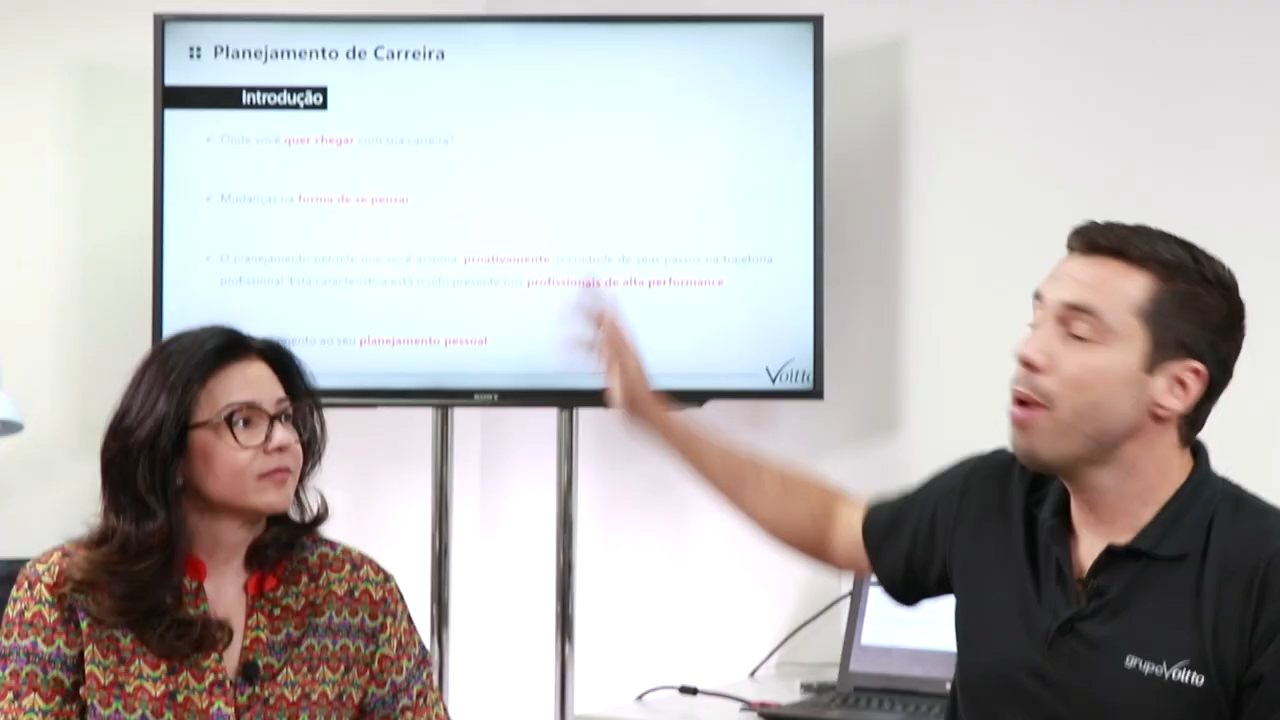 Planejamento de Carreira
Introdução
Onde você quer chegar com sua carreira?
Mudanças na forma de se pensar
O planejamento permite que você assuma proativamente o controle de seus passos na trajetória
profissional. Esta característica está muito presente nos profissionais de alta performance
ao seu planejamento pessoal
Voitto
SONY
grupoVoitto